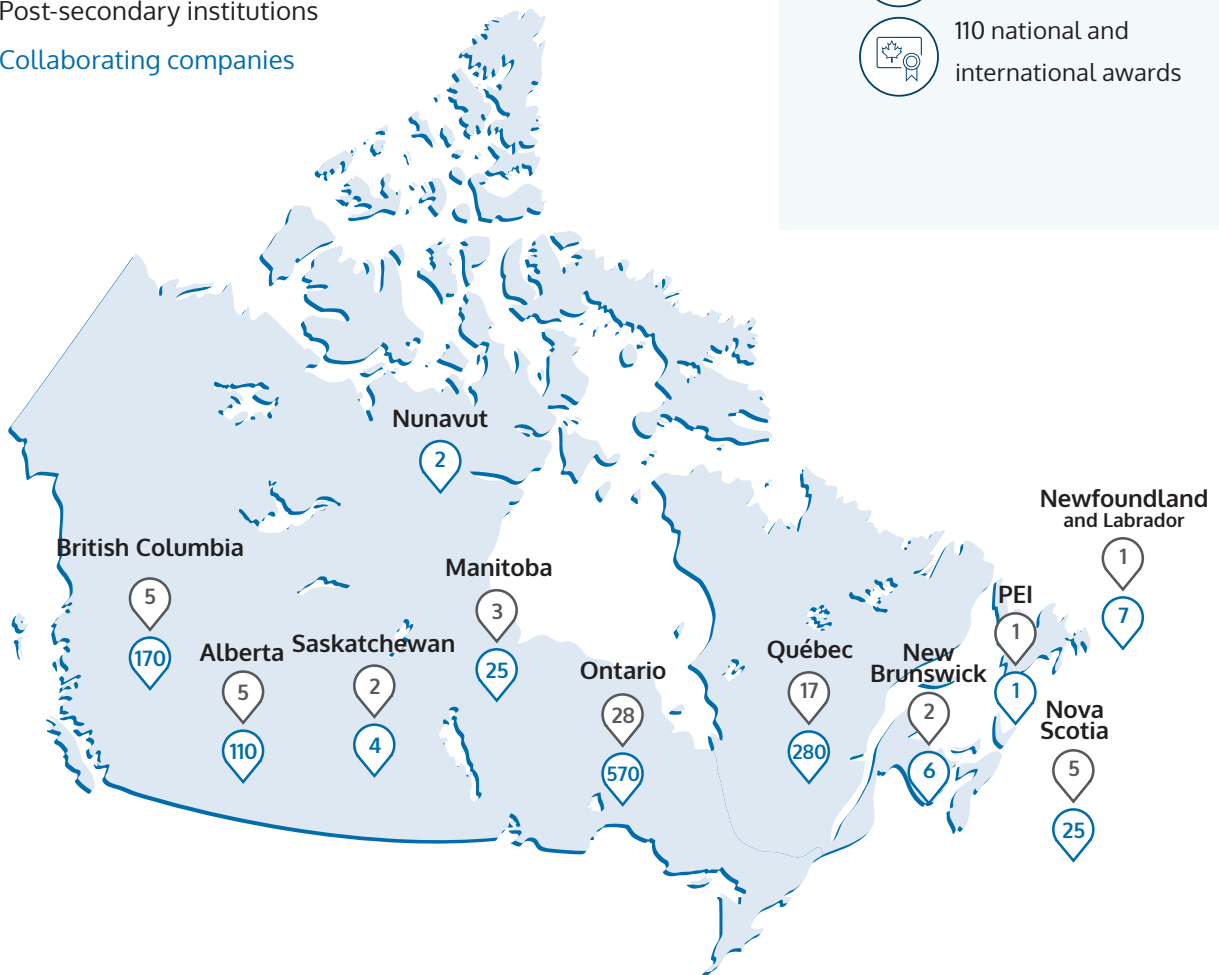 Post-secondary institutions
Collaborating companies
110 national and
international awards
Nunavut
2
Newfoundland
and Labrador
1
7
British Columbia
5
170
Alberta
5
110
Saskatchewan
2
4
Manitoba
3
25
Ontario
28
570
Québec
17
280
New
Brunswick
2
6
PEI
1
1
Nova
Scotia
5
25